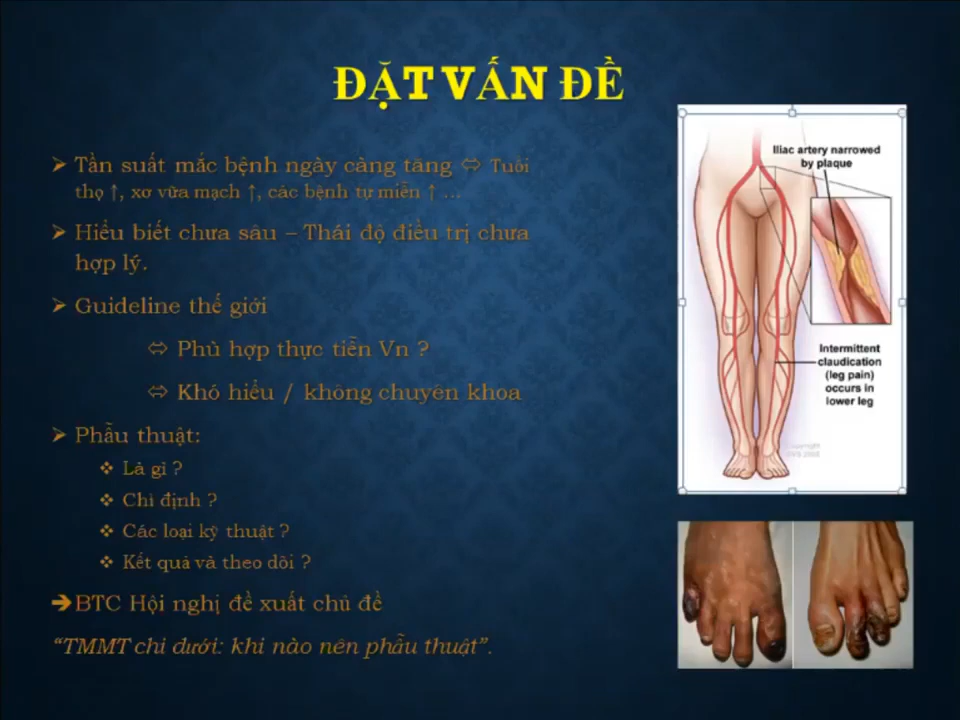 ĐẶT VẤN ĐỀ
➢ Tần suất mắc bệnh ngày càng tăng ⬄ Tuổi
thọ ↑, xơ vữa mạch ↑, các bệnh tự miễn ↑ ...
➢ Hiểu biết chưa sâu – Thái độ điều trị chưa
hợp lý.
➢ Guideline thế giới
⬄ Phù hợp thực tiễn Vn ?
⬄ Khó hiểu / không chuyên khoa
➢ Phẫu thuật:
❖ Là gì ?
❖ Chỉ định ?
❖ Các loại kỹ thuật ?
❖ Kết quả và theo dõi ?
➔BTC Hội nghị đề xuất chủ đề
“TMMT chi dưới: khi nào nên phẫu thuật”.
Iliac artery narrowed
by plaque
Intermittent
claudication
(leg pain)
occurs in
lower leg